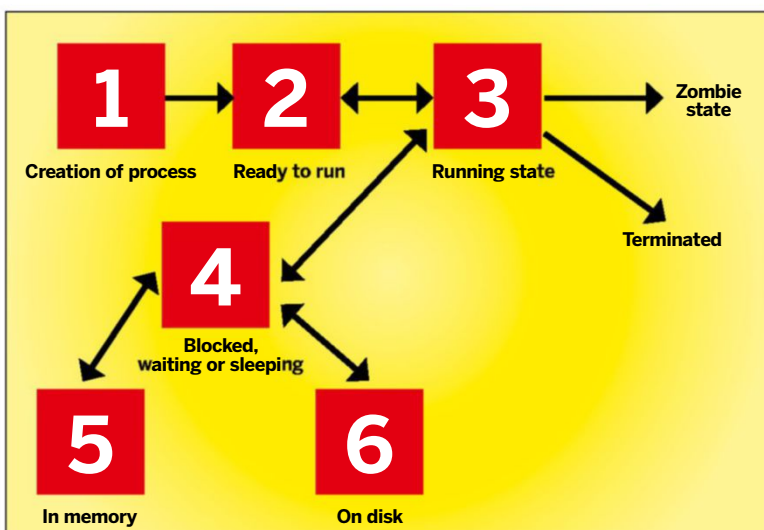 1
2
3
Zombie
state
Creation of process
Ready to run
Running state
Terminated
4
Blocked,
waiting or sleeping
5
6
In memory
On disk